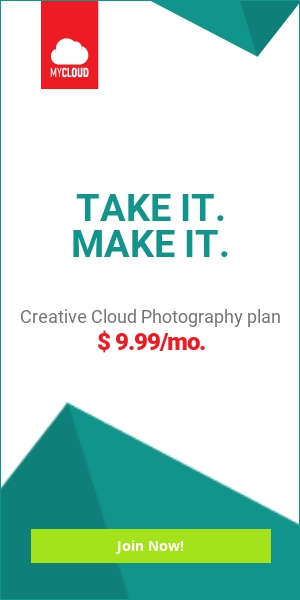 MYCLOUD
TAKE IT.
MAKE IT.
Creative Cloud Photography plan
$ 9.99/mo.
Join Now!